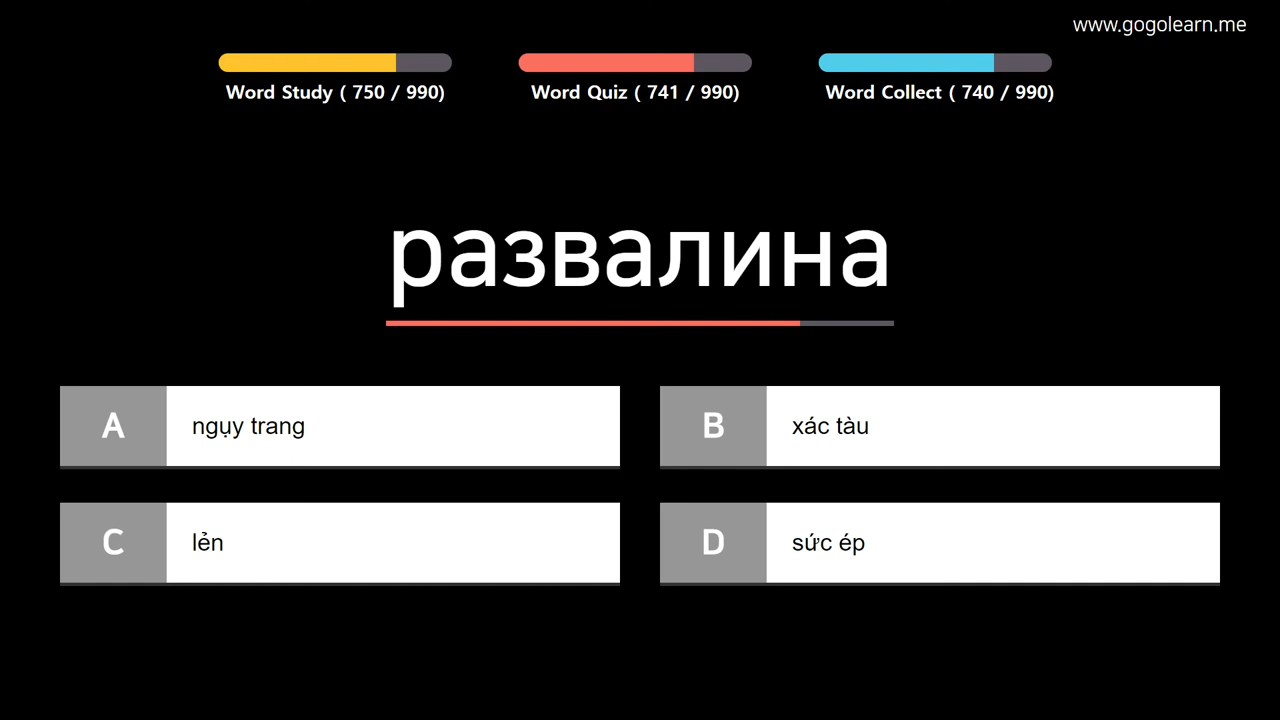 www.gogolearn.me
Word Study ( 750 / 990)
Word Quiz ( 741 / 990)
Word Collect ( 740 / 990)
развалина
A ngụy trang
B xác tàu
C lẻn
D sức ép